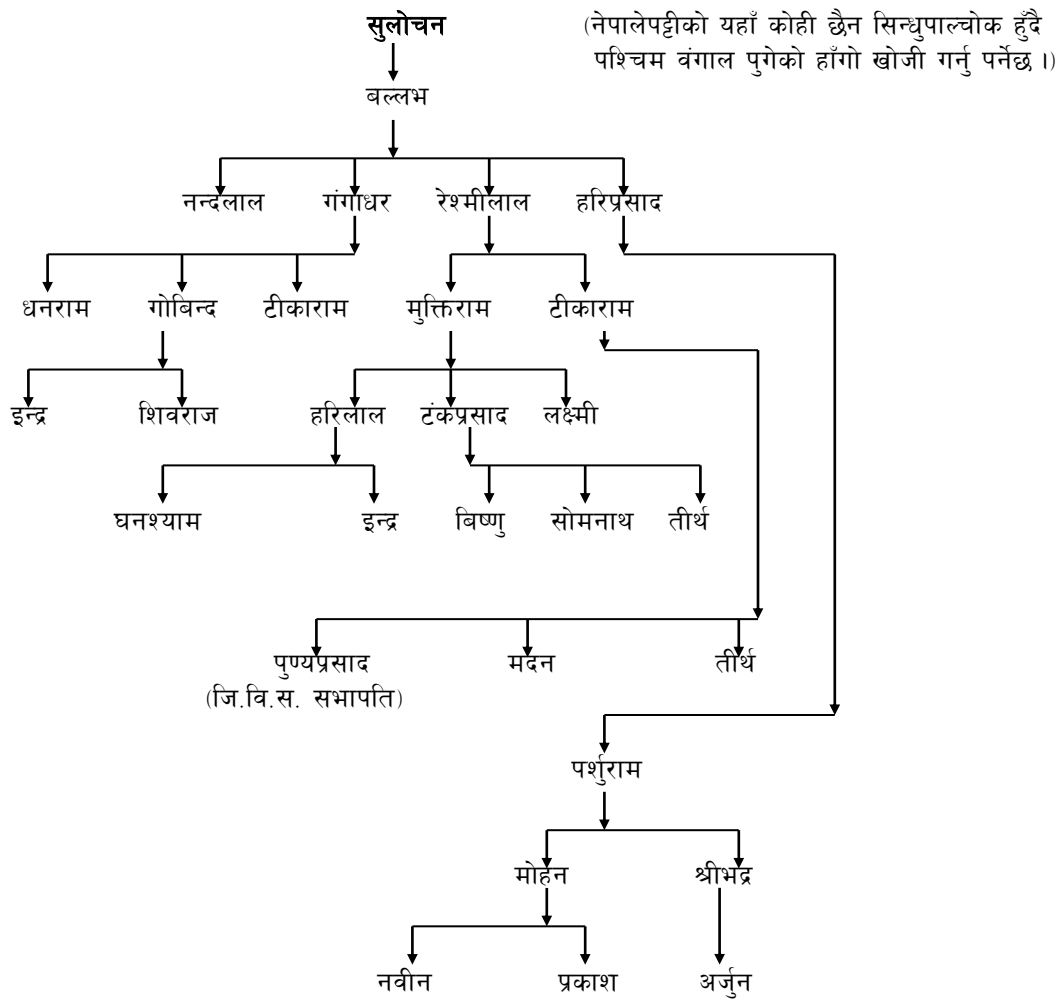 सुलोचन
(नेपालेपट्टीको यहाँ कोही छैन सिन्धुपाल्चोक हुँदै
पश्चिम वंगाल पुगेको हाँगो खोजी गर्नु पर्नेछ ।)
बल्लभ
नन्दलाल गंगाधर रेश्मीलाल हरिप्रसाद
धनराम गोबिन्द टीकाराम मुक्तिराम टीकाराम
इन्द्र शिवराज हरिलाल टंकप्रसाद लक्ष्मी
घनश्याम इन्द्र बिष्णु सोमनाथ तीर्थ
पुण्यप्रसाद मदन तीर्थ
(जि.वि.स. सभापति)
पर्शुराम
मोहन श्रीभद्र
नवीन प्रकाश अर्जुन